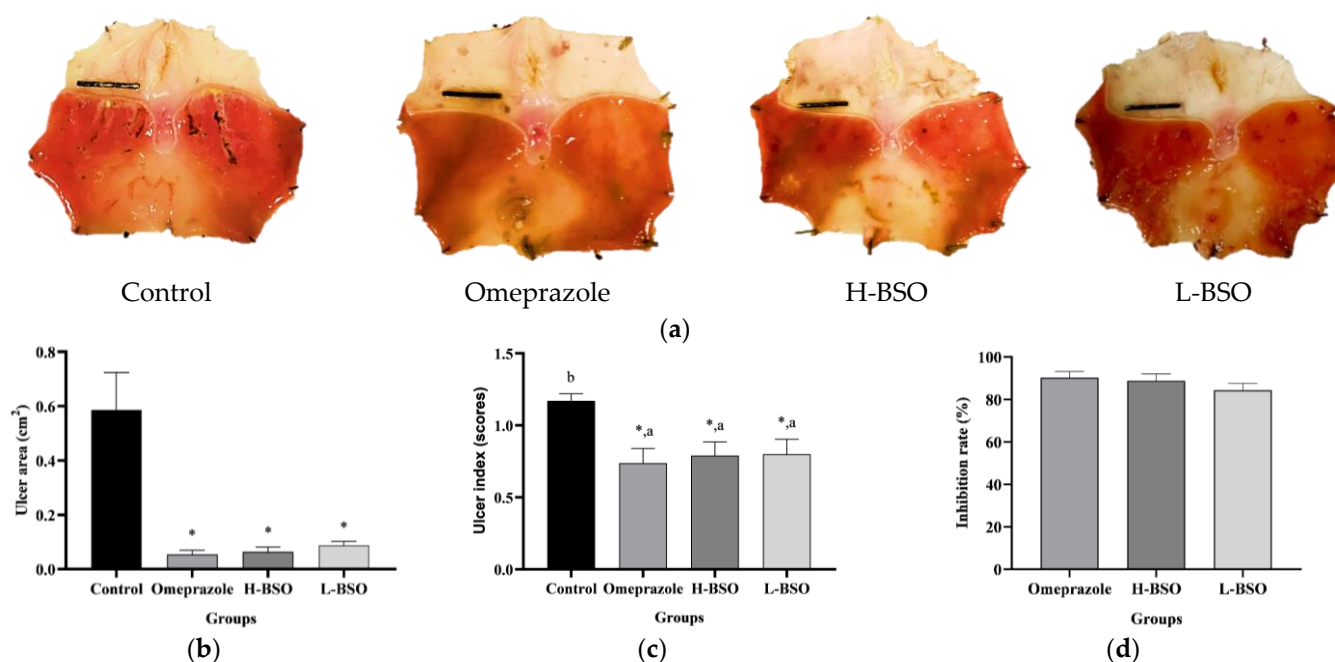 Control Omeprazole H-BSO L-BSO
(a)
0.8
0.6
0.4
0.2
0.0
Ulcer area (cm²)
*
*
*
Control Omeprazole H-BSO L-BSO
Groups
(b)
1.5
1.0
0.5
0.0
Ulcer index (scores)
b
*,a
*,a
*,a
Control Omeprazole H-BSO L-BSO
Groups
(c)
100
80
60
40
20
0
Inhibition rate (%)
Omeprazole H-BSO L-BSO
Groups
(d)